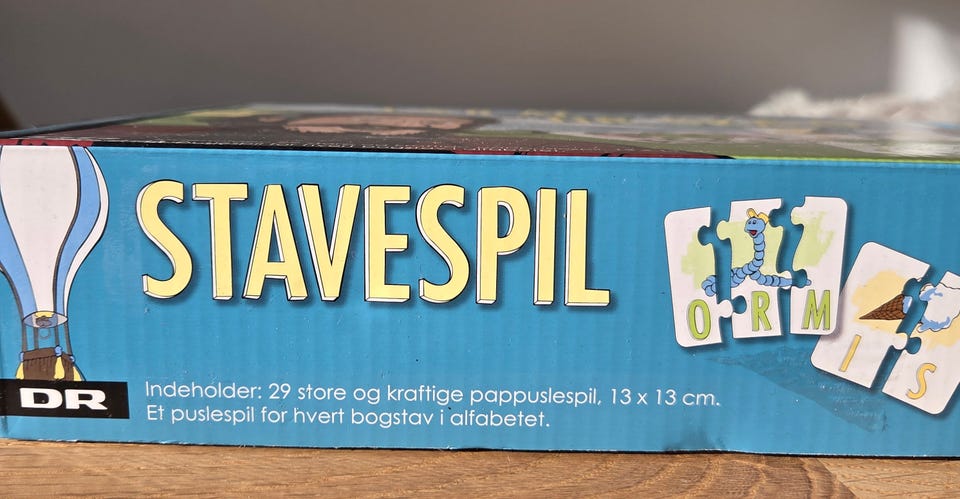 STAVESPIL
ORM
IS
DR
Indeholder: 29 store og kraftige pappuslespil, 13 x 13 cm.
Et puslespil for hvert bogstav i alfabetet.